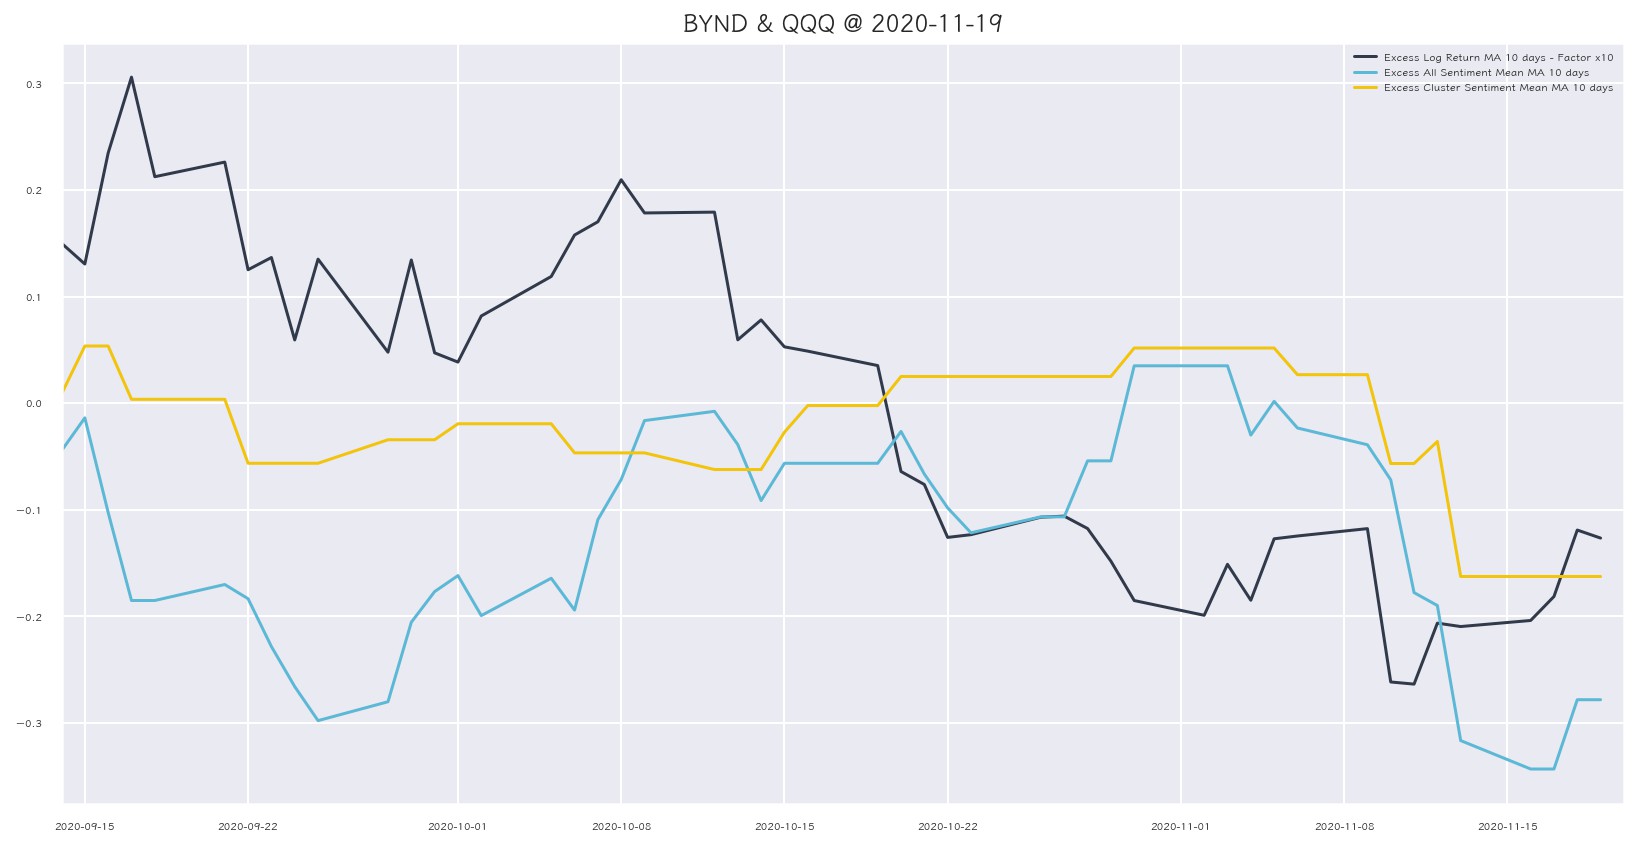 BYND & QQQ @ 2020-11-19
Excess Log Return MA 10 days - Factor x10
Excess All Sentiment Mean MA 10 days
Excess Cluster Sentiment Mean MA 10 days
0.3
0.2
0.1
0.0
−0.1
−0.2
−0.3
2020-09-15 2020-09-22 2020-10-01 2020-10-08 2020-10-15 2020-10-22 2020-11-01 2020-11-08 2020-11-15